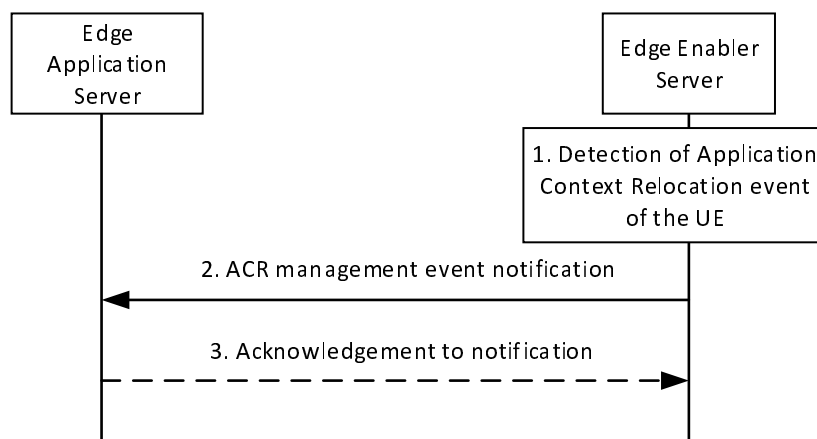 Edge
Application
Server
Edge Enabler
Server
1. Detection of Application
Context Relocation event
of the UE
2. ACR management event notification
3. Acknowledgement to notification